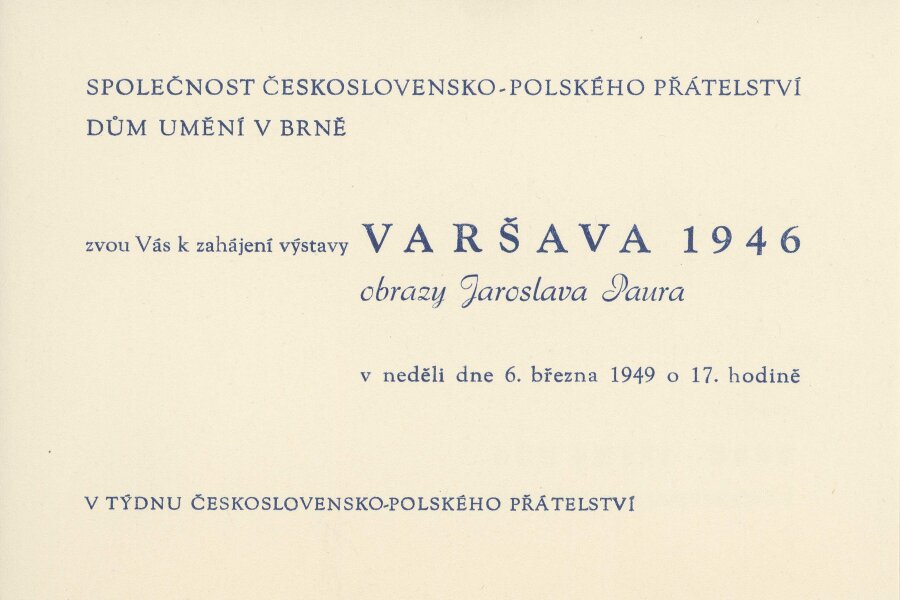 SPOLEČNOST ČESKOSLOVENSKO-POLSKÉHO PŘÁTELSTVÍ
DŮM UMĚNÍ V BRNĚ
zvou Vás k zahájení výstavy VARŠAVA 1946
obrazy Jaroslava Paura
v neděli dne 6. března 1949 o 17. hodině
V TÝDNU ČESKOSLOVENSKO-POLSKÉHO PŘÁTELSTVÍ